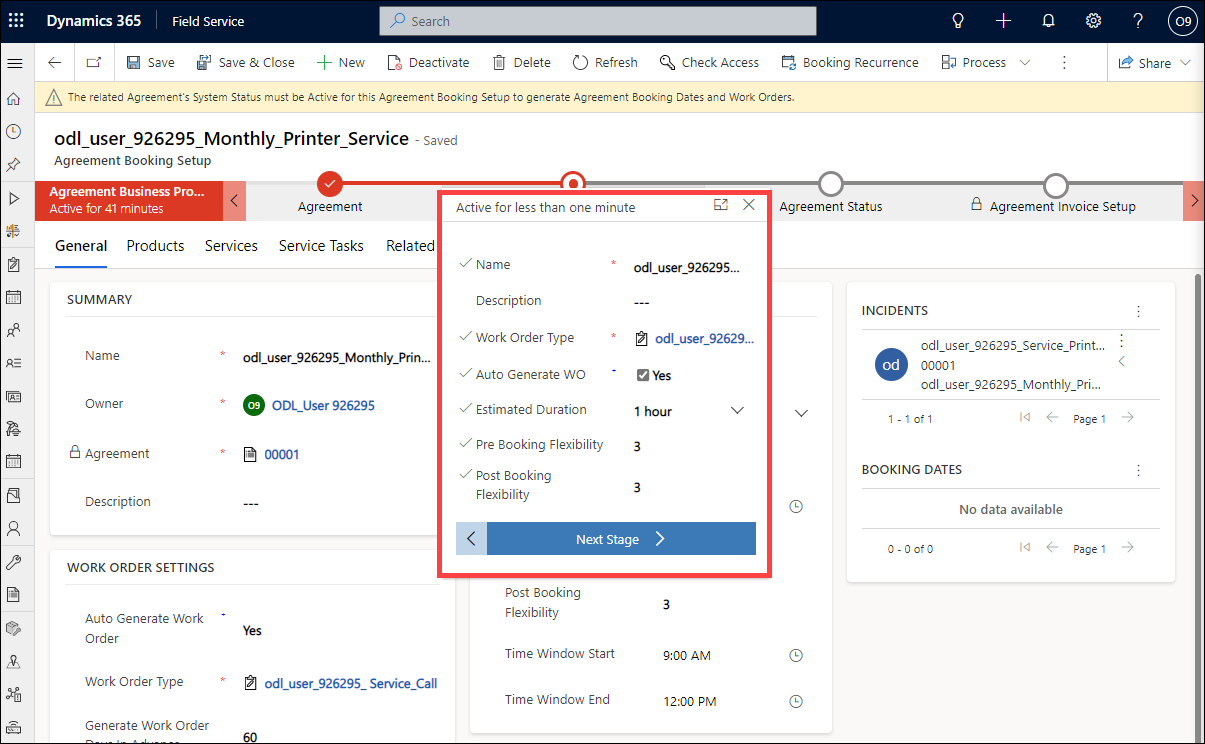 Dynamics 365
Field Service
Search
O9
Save
Save & Close
New
Deactivate
Delete
Refresh
Check Access
Booking Recurrence
Process
Share
The related Agreement's System Status must be Active for this Agreement Booking Setup to generate Agreement Booking Dates and Work Orders.
odl_user_926295_Monthly_Printer_Service - Saved
Agreement Booking Setup
Agreement Business Pro...
Active for 41 minutes
Agreement
Agreement Status
Agreement Invoice Setup
General
Products
Services
Service Tasks
Related
SUMMARY
Name * odl_user_926295_Monthly_Prin...
Owner * O9 ODL_User 926295
Agreement * 00001
Description ---
WORK ORDER SETTINGS
Auto Generate Work
Order
Yes
Work Order Type * odl_user_926295_ Service_Call
Generate Work Order
60
Active for less than one minute
Name * odl_user_926295...
Description ---
Work Order Type * odl_user_92629...
Auto Generate WO Yes
Estimated Duration 1 hour
Pre Booking Flexibility 3
Post Booking
Flexibility
3
Next Stage
Post Booking
Flexibility
3
Time Window Start 9:00 AM
Time Window End 12:00 PM
INCIDENTS
od
odl_user_926295_Service_Print...
00001
odl_user_926295_Monthly_Pri...
1 - 1 of 1
Page 1
BOOKING DATES
No data available
0 - 0 of 0
Page 1